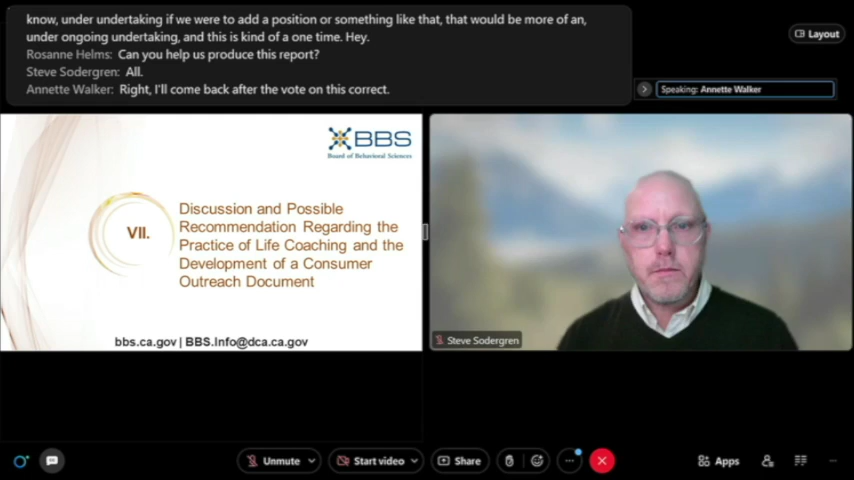 know, under undertaking if we were to add a position or something like that, that would be more of an,
under ongoing undertaking, and this is kind of a one time. Hey.
Rosanne Helms: Can you help us produce this report?
Steve Sodergren: All.
Annette Walker: Right, I'll come back after the vote on this correct.
Layout
Speaking: Annette Walker
BBS
Board of Behavioral Sciences
VII.
Discussion and Possible
Recommendation Regarding the
Practice of Life Coaching and the
Development of a Consumer
Outreach Document
bbs.ca.gov | BBS.Info@dca.ca.gov
Steve Sodergren
Unmute
Start video
Share
Apps